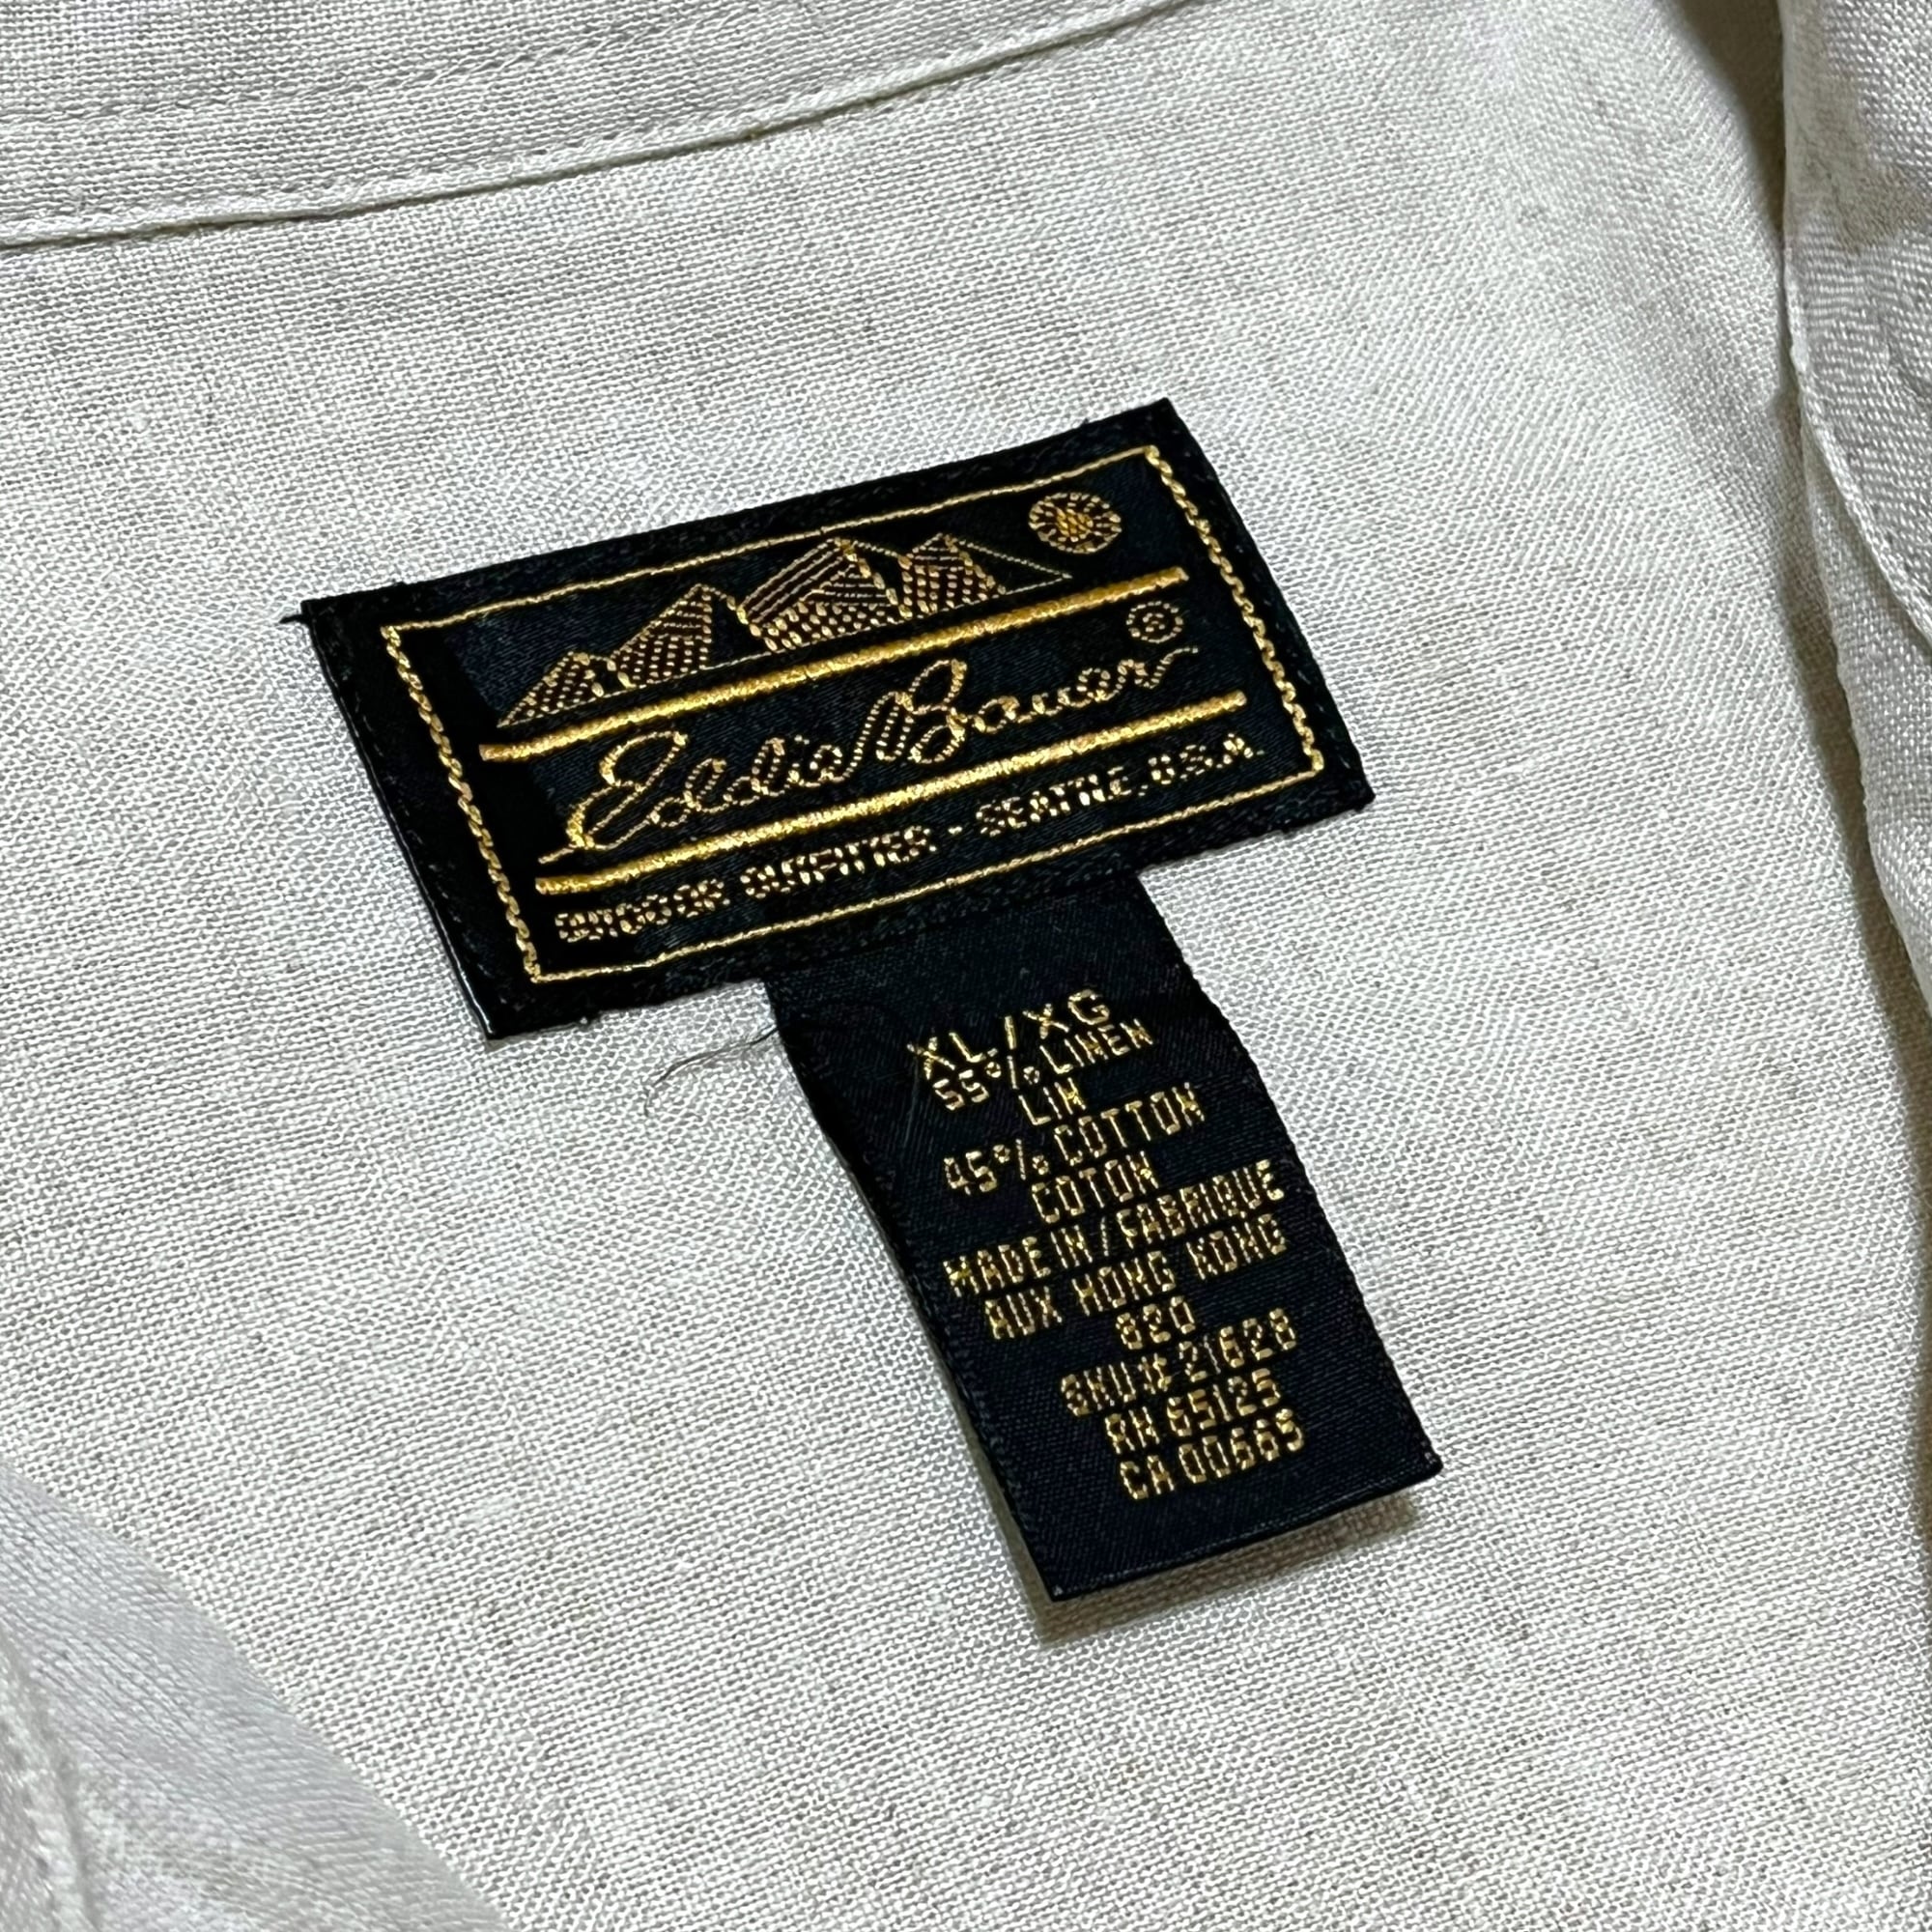 Eddie Bauer ®
OUTDOOR OUTFITTER - SEATTLE, U.S.A.
XL/XG
55% LINEN
LIN
45% COTTON
COTON
MADE IN/FABRIQUE
AUX HONG KONG
820
SKU# 21628
RN 65125
CA 00665